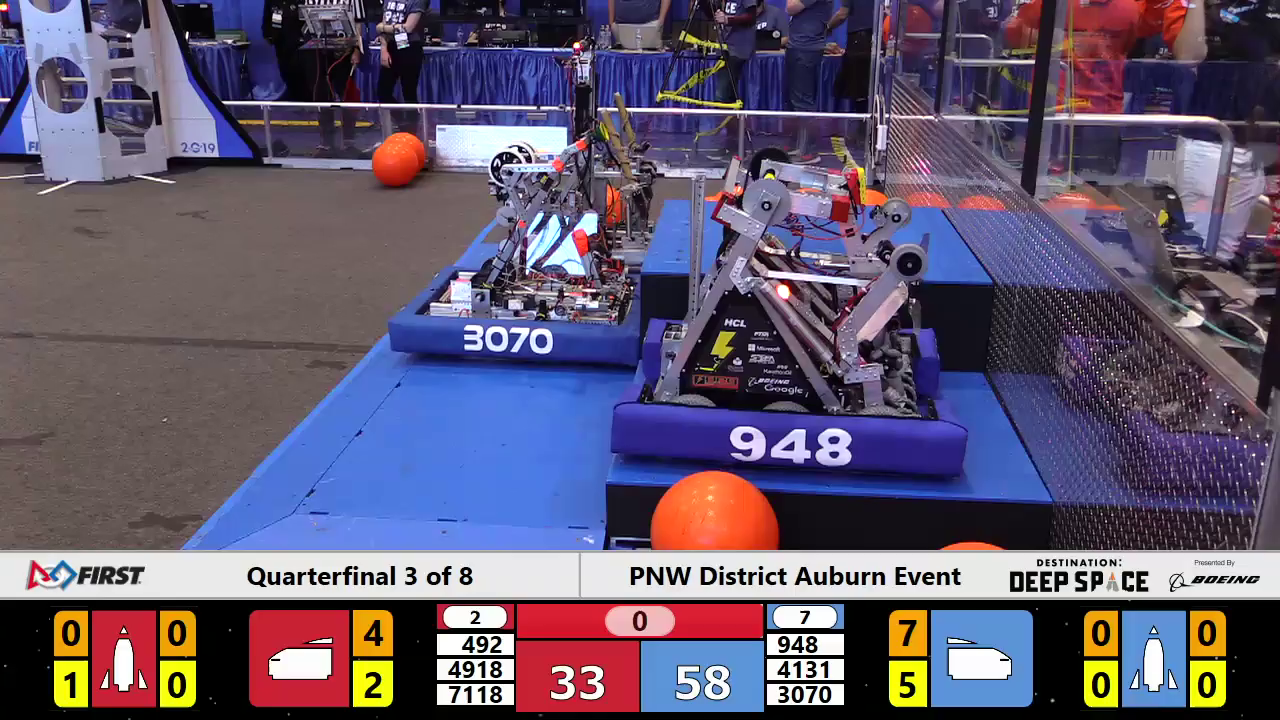 2019
3070
HCL
Microsoft
BOEING
Google
948
FIRST
Quarterfinal 3 of 8
PNW District Auburn Event
DESTINATION:
DEEP SPACE
Presented By
BOEING
0 0
1 0
4
2
2
492
4918
7118
0
33 58
7
948
4131
3070
7
5
0 0
0 0